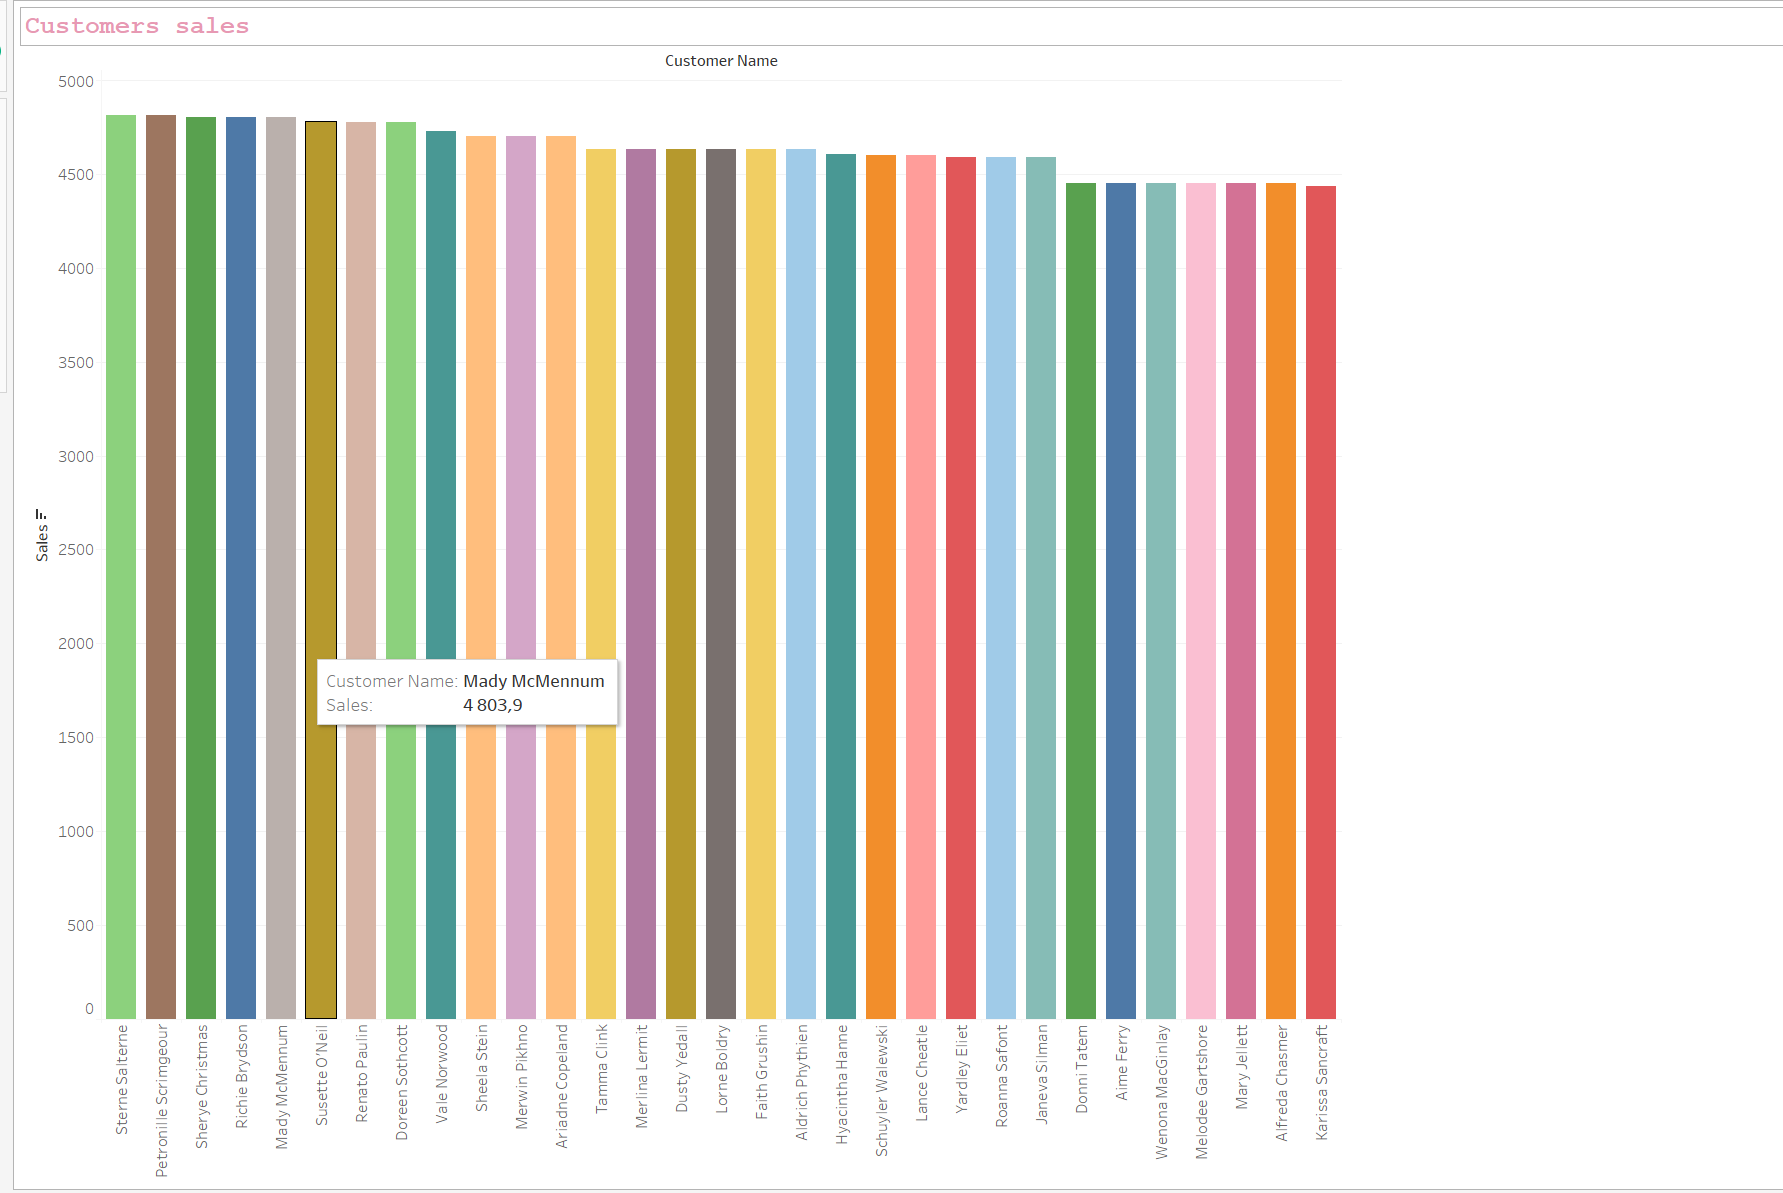 Customers sales
Customer Name
5000
4500
4000
3500
3000
2500
2000
1500
1000
500
0
Sales
Customer Name: Mady McMennum
Sales: 4 803,9
Sterne Salterne
Petronille Scrimgeour
Sherye Christmas
Richie Brydson
Mady McMennum
Susette O'Neil
Renato Paulin
Doreen Sothcott
Vale Norwood
Sheela Stein
Merwin Pikhno
Ariadne Copeland
Tamma Clink
Merlina Lermit
Dusty Yedall
Lorne Boldry
Faith Grushin
Aldrich Phythien
Hyacintha Hanne
Schuyler Walewski
Lance Cheatle
Yardley Eliet
Roanna Safont
Janeva Silman
Donni Tatem
Aime Ferry
Wenona MacGinlay
Melodee Gartshore
Mary Jellett
Alfreda Chasmer
Karissa Sancraft